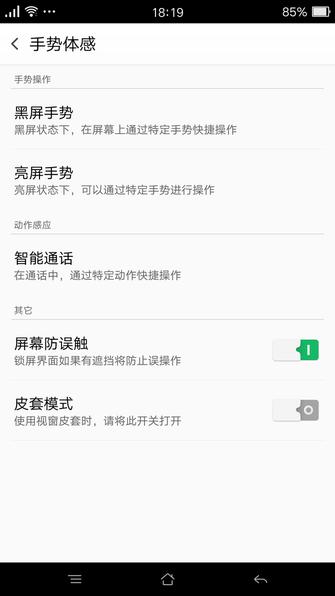 18:19
85%
手势体感
手势操作
黑屏手势
黑屏状态下，在屏幕上通过特定手势快捷操作
亮屏手势
亮屏状态下，可以通过特定手势进行操作
动作感应
智能通话
在通话中，通过特定动作快捷操作
其它
屏幕防误触
锁屏界面如果有遮挡将防止误操作
皮套模式
使用视窗皮套时，请将此开关打开